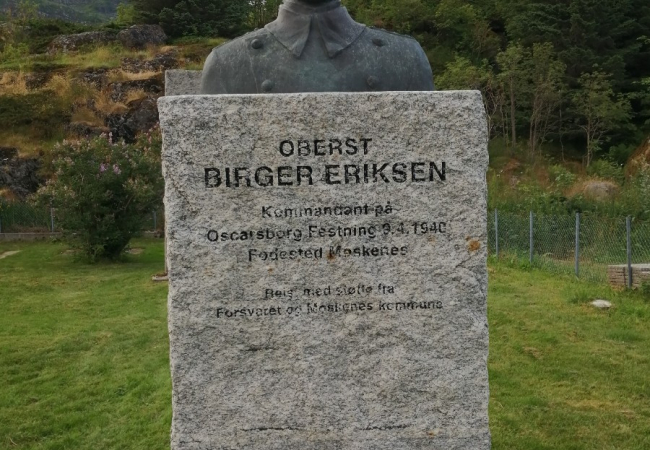 OBERST
BIRGER ERIKSEN
Kommandant på
Oscarsborg Festning 9.4.1940
Fødested Moskenes
Reist med støtte fra
Forsvaret og Moskenes kommune